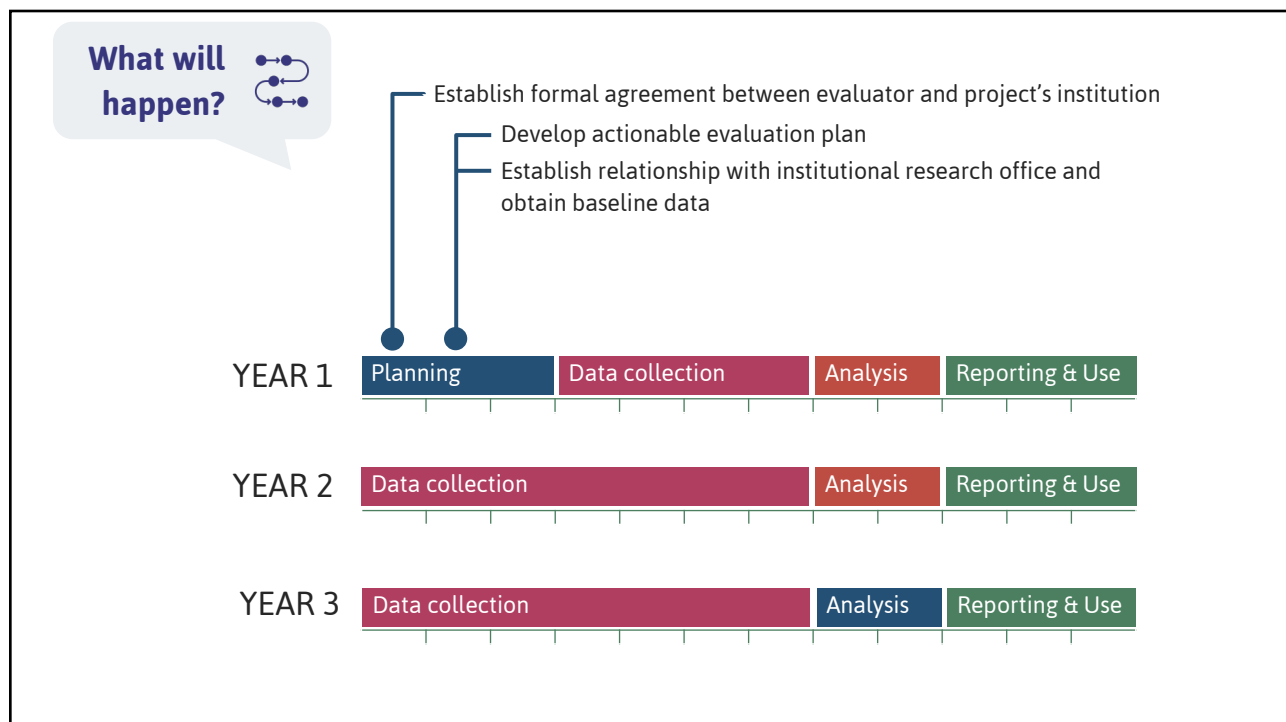 What will
happen?
Establish formal agreement between evaluator and project's institution
Develop actionable evaluation plan
Establish relationship with institutional research office and
obtain baseline data
YEAR 1
Planning
Data collection
Analysis
Reporting & Use
YEAR 2
Data collection
Analysis
Reporting & Use
YEAR 3
Data collection
Analysis
Reporting & Use